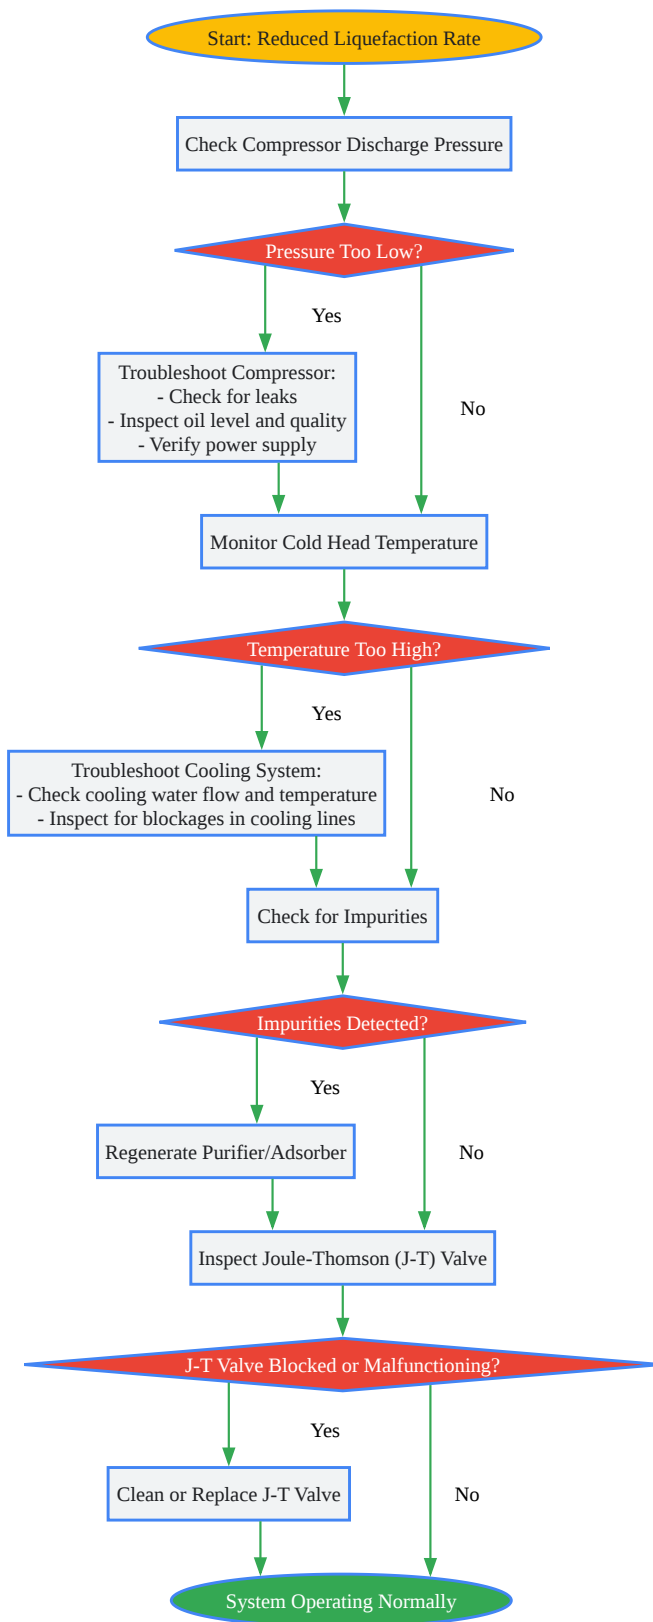 Start: Reduced Liquefaction Rate
Check Compressor Discharge Pressure
Pressure Too Low?
Yes
Troubleshoot Compressor:
- Check for leaks
- Inspect oil level and quality
- Verify power supply
No
Monitor Cold Head Temperature
Temperature Too High?
Yes
Troubleshoot Cooling System:
- Check cooling water flow and temperature
- Inspect for blockages in cooling lines
No
Check for Impurities
Impurities Detected?
Yes
Regenerate Purifier/Adsorber
No
Inspect Joule-Thomson (J-T) Valve
J-T Valve Blocked or Malfunctioning?
Yes
Clean or Replace J-T Valve
No
System Operating Normally